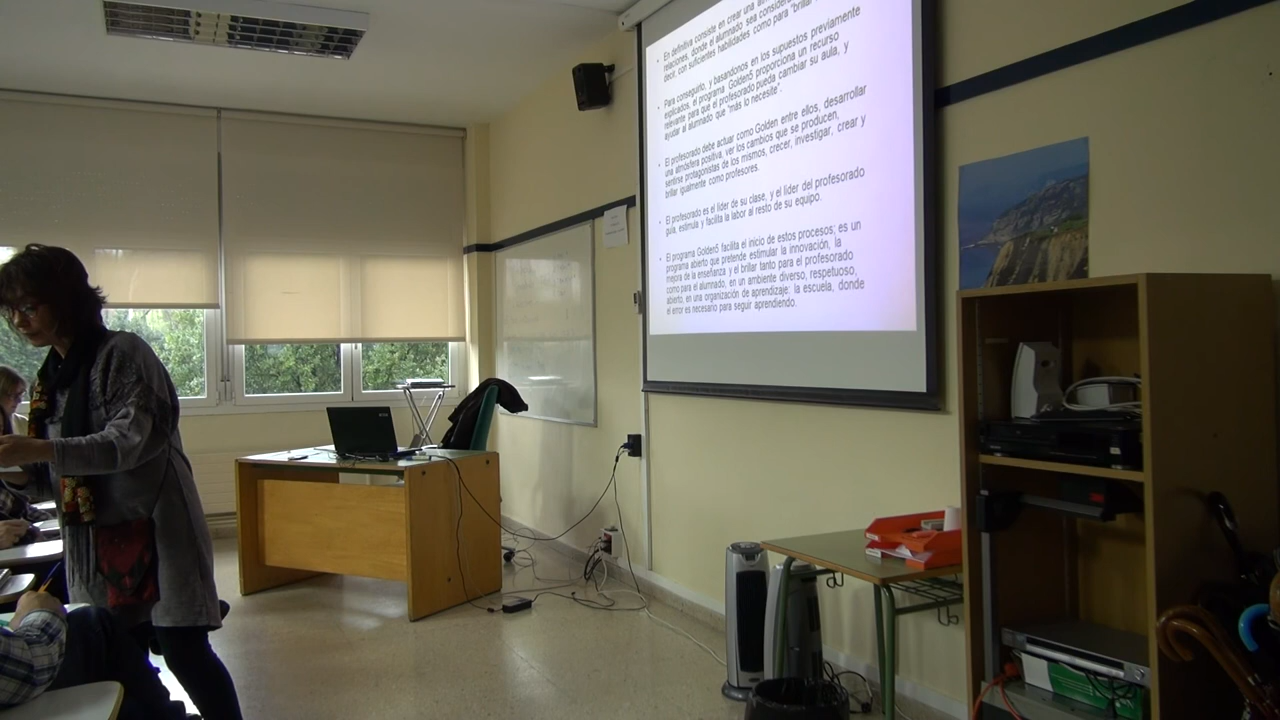 En definitiva consiste en crear una
relaciones, donde el alumnado sea
decir, con suficientes habilidades como para "brillar
Para conseguirlo, y basandonos en los supuestos previamente
explicados, el programa Golden5 proporciona un recurso
relevante para que el profesorado pueda cambiar su aula, y
ayudar al alumnado que "más lo necesite".
El profesorado debe actuar como Golden entre ellos, desarrollar
una atmósfera positiva, ver los cambios que se producen,
sentirse protagonistas de los mismos, crecer, investigar, crear y
brillar igualmente como profesores.
El profesorado es el líder de su clase, y el líder del profesorado
guía, estimula y facilita la labor al resto de su equipo.
El programa Golden5 facilita el inicio de estos procesos; es un
programa abierto que pretende estimular la innovación, la
mejora de la enseñanza y el brillar tanto para el profesorado
como para el alumnado, en un ambiente diverso, respetuoso,
abierto, en una organización de aprendizaje: la escuela, donde
el error es necesario para seguir aprendiendo.